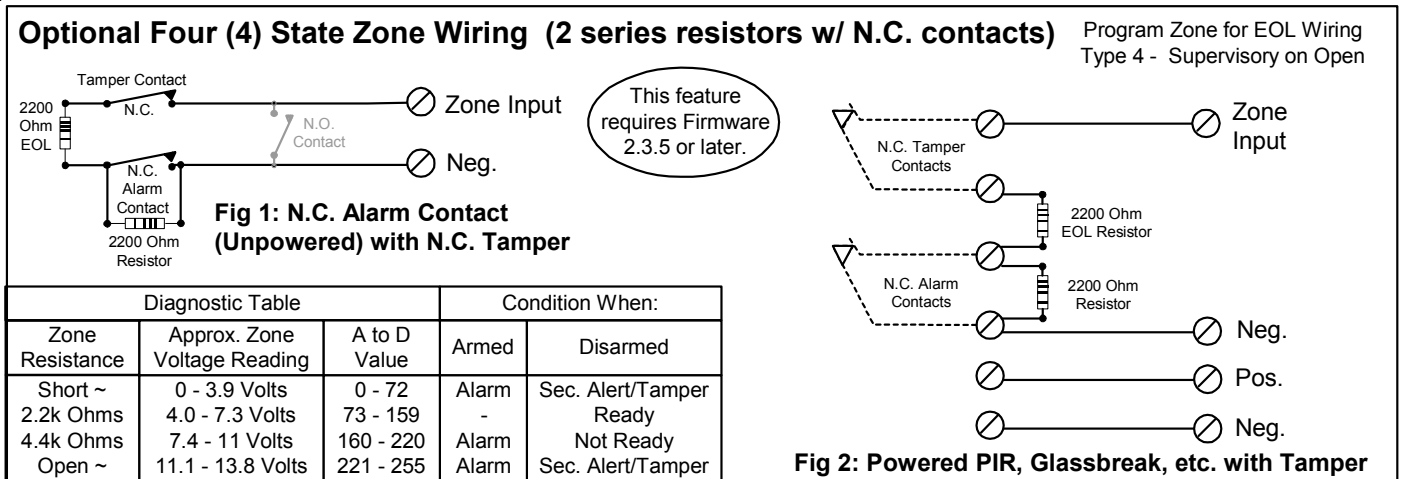 Optional Four (4) State Zone Wiring (2 series resistors w/ N.C. contacts)
Program Zone for EOL Wiring
Type 4 - Supervisory on Open
Tamper Contact
2200
Ohm
EOL
N.C.
N.O.
Contact
Zone Input
N.C.
Alarm
Contact
Neg.
2200 Ohm
Resistor
Fig 1: N.C. Alarm Contact
(Unpowered) with N.C. Tamper
This feature
requires Firmware
2.3.5 or later.
Zone
Input
N.C. Tamper
Contacts
2200 Ohm
EOL Resistor
N.C. Alarm
Contacts
2200 Ohm
Resistor
Neg.
Pos.
Neg.
Fig 2: Powered PIR, Glassbreak, etc. with Tamper
Diagnostic Table Condition When:
Zone Resistance Approx. Zone Voltage Reading A to D Value Armed Disarmed
Short ~ 0 - 3.9 Volts 0 - 72 Alarm Sec. Alert/Tamper
2.2k Ohms 4.0 - 7.3 Volts 73 - 159 - Ready
4.4k Ohms 7.4 - 11 Volts 160 - 220 Alarm Not Ready
Open ~ 11.1 - 13.8 Volts 221 - 255 Alarm Sec. Alert/Tamper